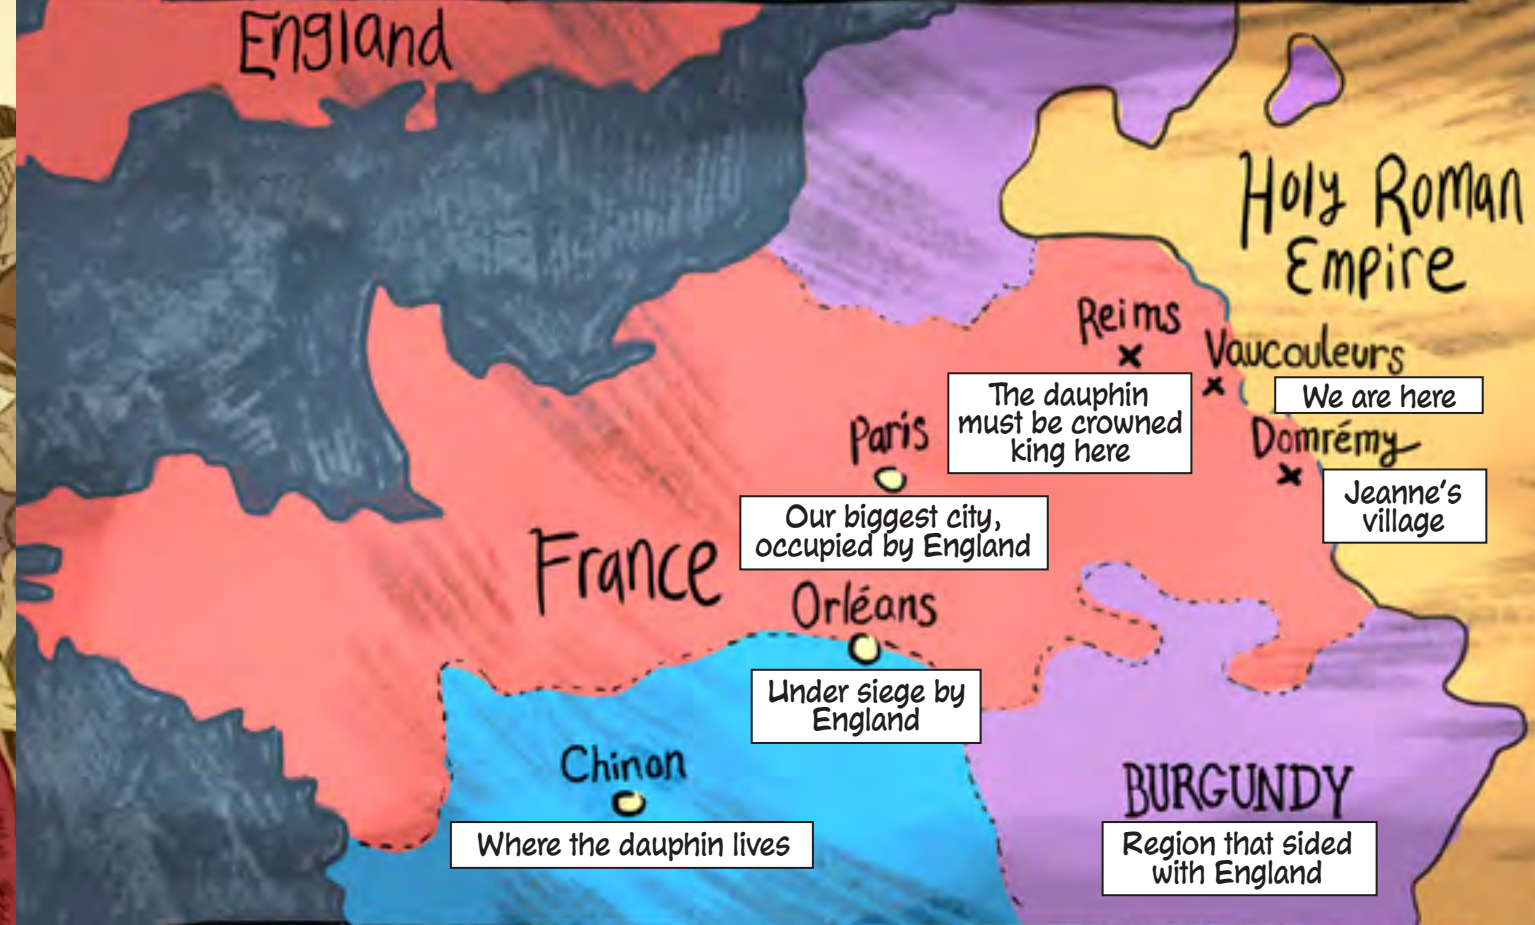 England
Holy Roman
Empire
Reims
The dauphin
must be crowned
king here
Vaucouleurs
We are here
Domrémy
Jeanne's
village
Paris
Our biggest city,
occupied by England
France
Orléans
Under siege by
England
Chinon
Where the dauphin lives
BURGUNDY
Region that sided
with England